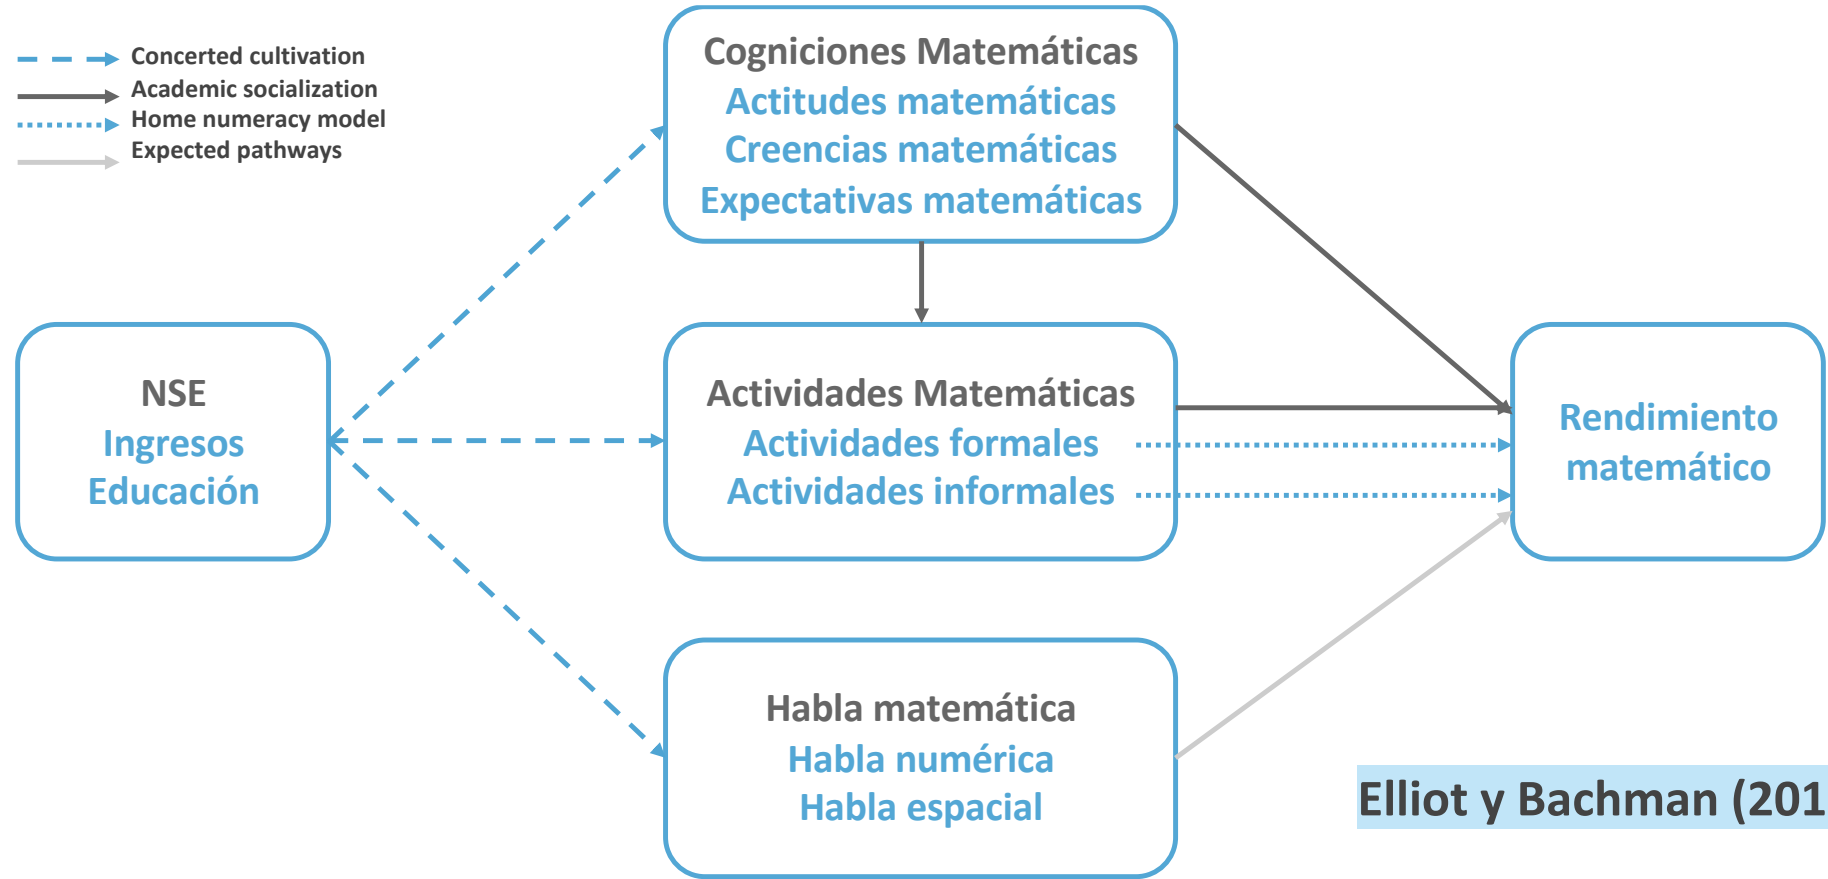 Concerted cultivation
Academic socialization
Home numeracy model
Expected pathways
Cogniciones Matemáticas
Actitudes matemáticas
Creencias matemáticas
Expectativas matemáticas
NSE
Ingresos
Educación
Actividades Matemáticas
Actividades formales
Actividades informales
Rendimiento
matemático
Habla matemática
Habla numérica
Habla espacial
Elliot y Bachman (201